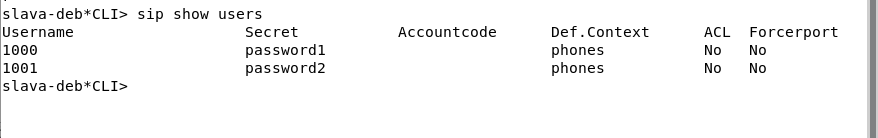 slava-deb*CLI> sip show users
Username Secret Accountcode Def.Context ACL Forcerport
1000 password1 phones No No
1001 password2 phones No No
slava-deb*CLI>